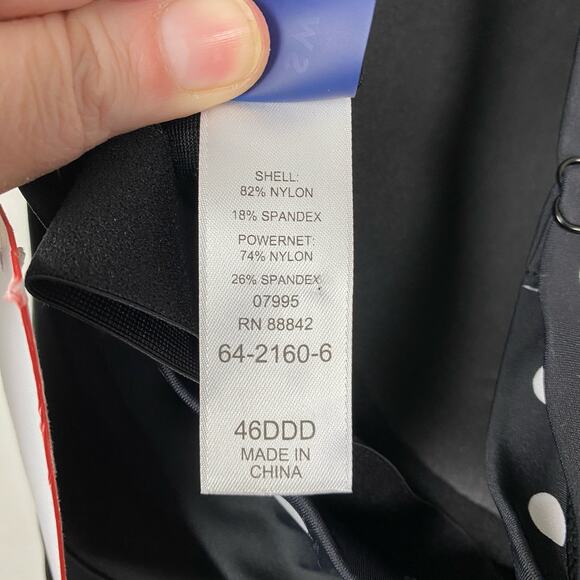 SHELL:
82% NYLON
18% SPANDEX
POWERNET:
74% NYLON
26% SPANDEX
07995
RN 88842
64-2160-6
46DDD
MADE IN
CHINA